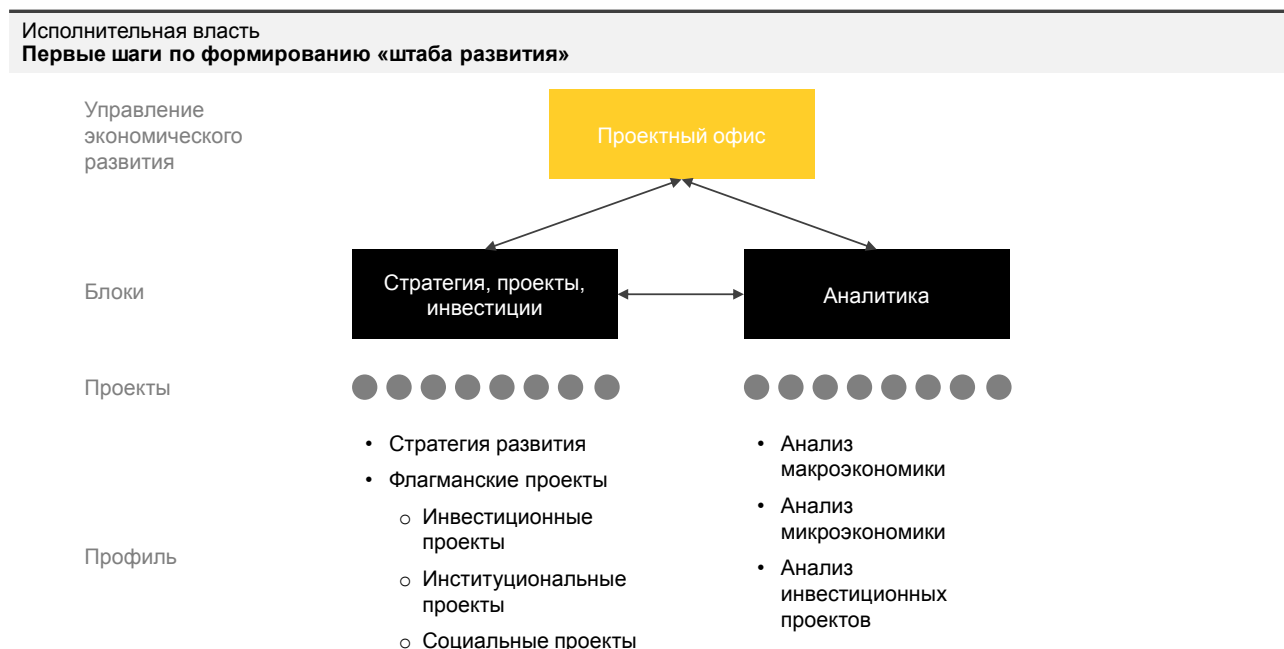 Исполнительная власть
Первые шаги по формированию «штаба развития»
Управление
экономического
развития
Проектный офис
Блоки
Стратегия, проекты,
инвестиции
Аналитика
Проекты
Профиль
• Стратегия развития
• Флагманские проекты
o Инвестиционные
проекты
o Институциональные
проекты
o Социальные проекты
• Анализ
макроэкономики
• Анализ
микроэкономики
• Анализ
инвестиционных
проектов